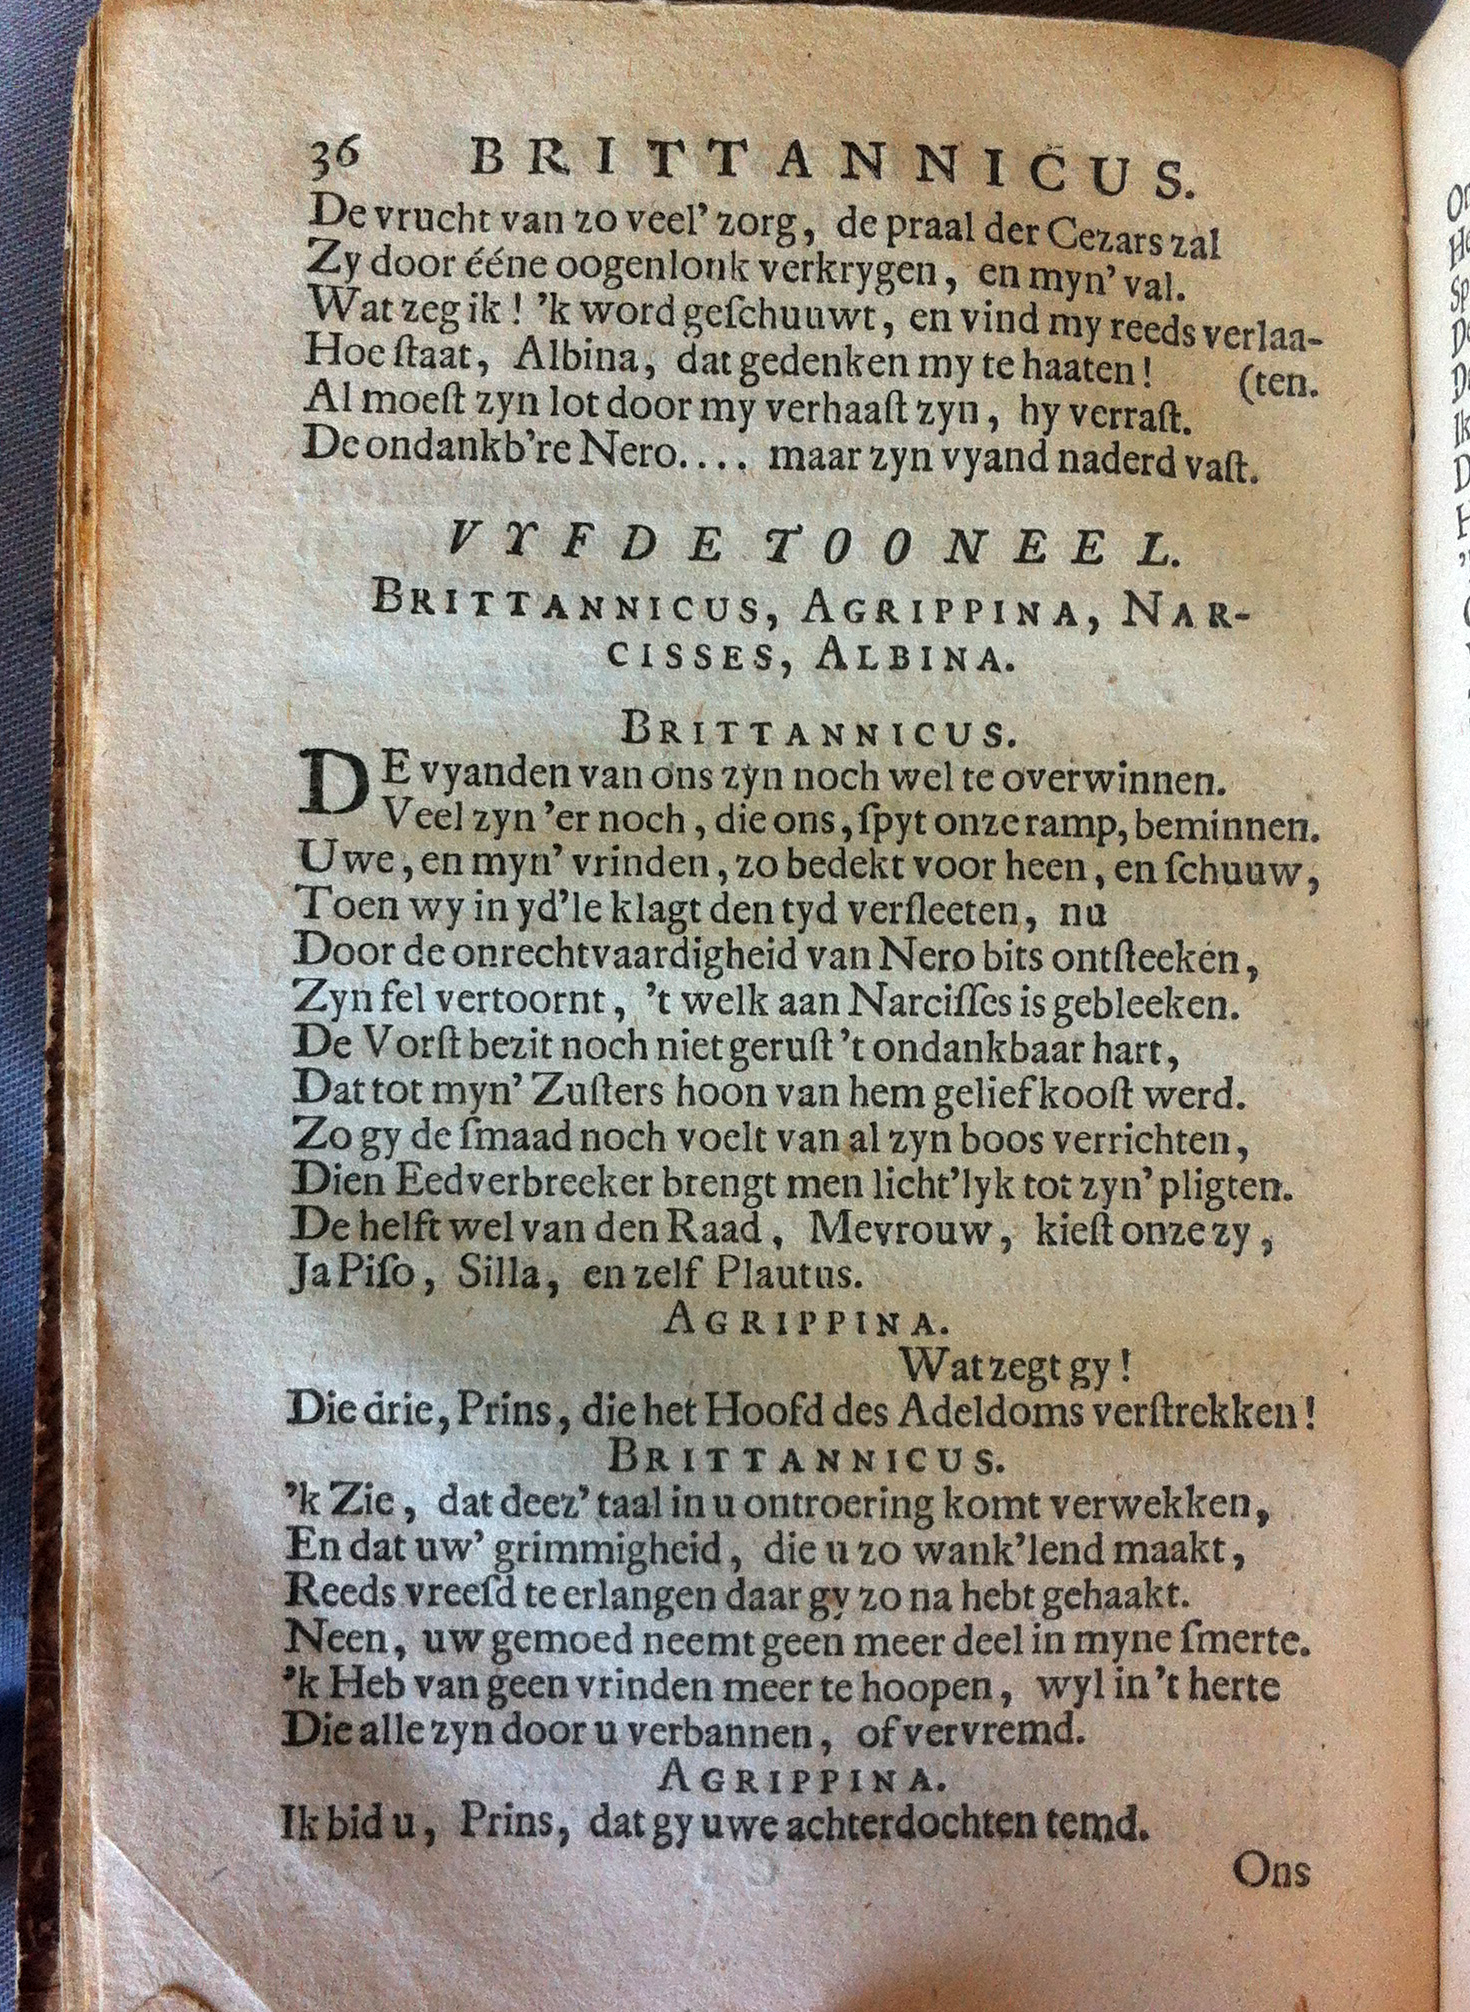 36 BRITTANNICUS.
De vrucht van zo veel’ zorg, de praal der Cezars zal
Zy door ééne oogenlonk verkrygen, en myn’ val.
Wat zeg ik! ’k word geſchuuwt, en vind my reeds verlaa-
Hoe ſtaat, Albina, dat gedenken my te haaten! (ten.
Al moeſt zyn lot door my verhaaſt zyn, hy verraſt.
De ondankb’re Nero.... maar zyn vyand naderd vaſt.
VYFDE TOONEEL.
BRITTANNICUS, AGRIPPINA, NAR-
CISSES, ALBINA.
BRITTANNICUS.
DE vyanden van ons zyn noch wel te overwinnen.
Veel zyn ’er noch, die ons, ſpyt onze ramp, beminnen.
Uwe, en myn’ vrinden, zo bedekt voor heen, en ſchuuw,
Toen wy in yd’le klagt den tyd verſleeten, nu
Door de onrechtvaardigheid van Nero bits ontſteeken,
Zyn fel vertoornt, ’t welk aan Narciſſes is gebleeken.
De Vorſt bezit noch niet geruſt ’t ondankbaar hart,
Dat tot myn’ Zuſters hoon van hem geliefkooſt werd.
Zo gy de ſmaad noch voelt van al zyn boos verrichten,
Dien Eedverbreeker brengt men licht’lyk tot zyn’ pligten.
De helft wel van den Raad, Mevrouw, kieſt onze zy,
Ja Piſo, Silla, en zelf Plautus.
AGRIPPINA.
Wat zegt gy!
Die drie, Prins, die het Hoofd des Adeldoms verſtrekken!
BRITTANNICUS.
’k Zie, dat deez’ taal in u ontroering komt verwekken,
En dat uw’ grimmigheid, die u zo wank’lend maakt,
Reeds vreeſd te erlangen daar gy zo na hebt gehaakt.
Neen, uw gemoed neemt geen meer deel in myne ſmerte.
’k Heb van geen vrinden meer te hoopen, wyl in ’t herte
Die alle zyn door u verbannen, of vervremd.
AGRIPPINA.
Ik bid u, Prins, dat gy uwe achterdochten temd.
Ons